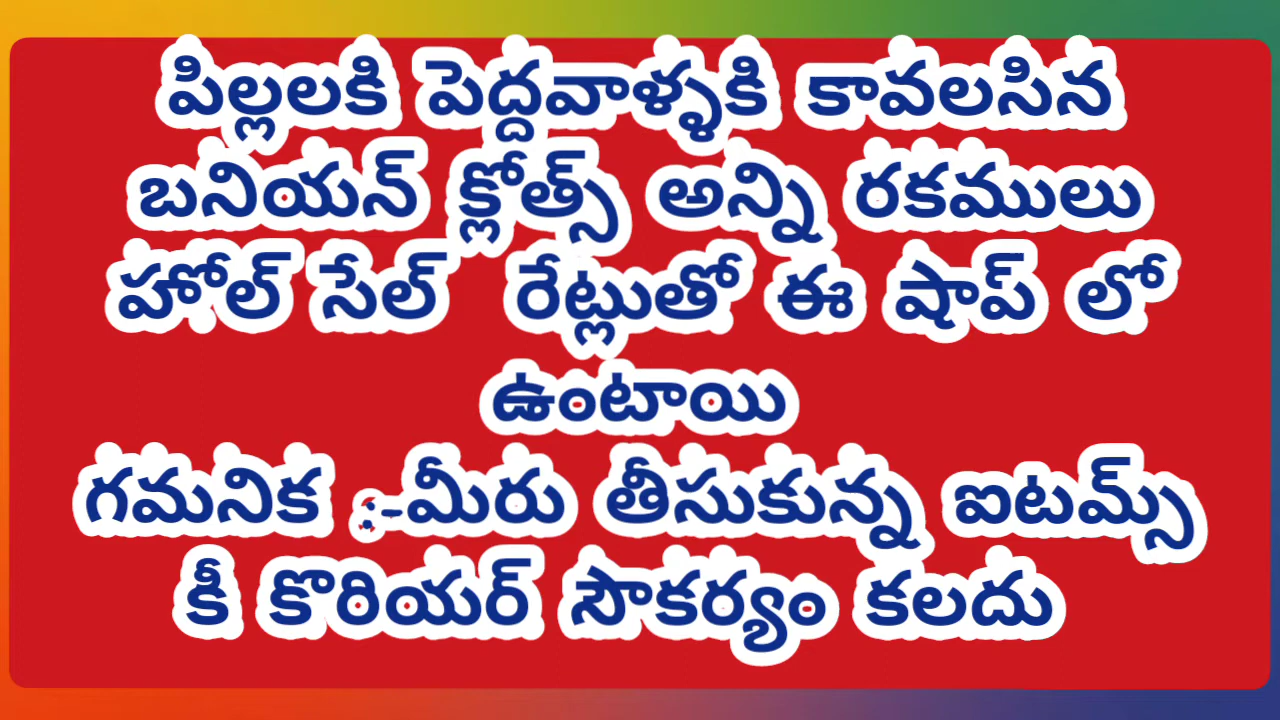 పిల్లలకి పెద్దవాళ్ళకి కావలసిన
బనియన్ క్లోత్స్ అన్ని రకములు
హోల్ సేల్ రేట్లుతో ఈ షాప్ లో
ఉంటాయి
గమనిక :-మీరు తీసుకున్న ఐటమ్స్
కీ కొరియర్ సౌకర్యం కలదు